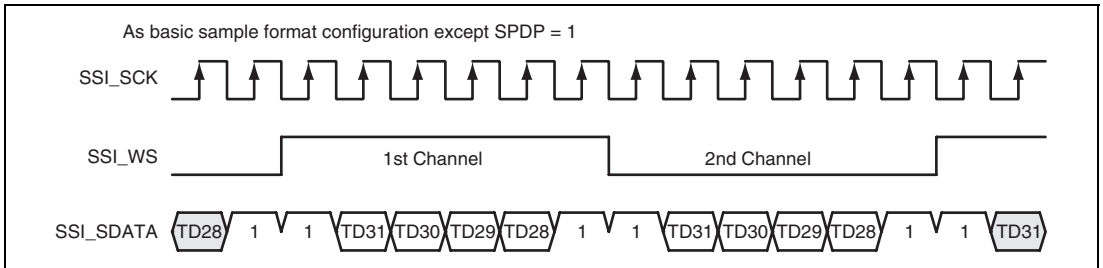 As basic sample format configuration except SPDP = 1
SSI_SCK
SSI_WS
1st Channel
2nd Channel
SSI_SDATA
TD28 1 1 TD31 TD30 TD29 TD28 1 1 TD31 TD30 TD29 TD28 1 1 TD31